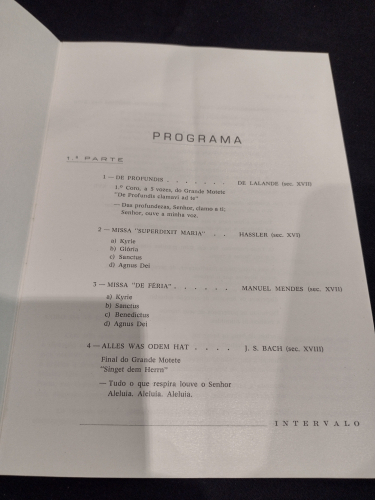 PROGRAMA
1.ª PARTE
1 — DE PROFUNDIS . . . . . . . DE LALANDE (sec. XVII)
1.º Coro, a 5 vozes, do Grande Motete
"De Profundis clamavi ad te"
— Das profundezas, Senhor, clamo a ti;
Senhor, ouve a minha voz.
2 — MISSA "SUPERDIXIT MARIA" . . HASSLER (sec. XVI)
a) Kyrie
b) Glória
c) Sanctus
d) Agnus Dei
3 — MISSA "DE FÉRIA" . . . . . . MANUEL MENDES (sec. XVII)
a) Kyrie
b) Sanctus
c) Benedictus
d) Agnus Dei
4 — ALLES WAS ODEM HAT . . . . J. S. BACH (sec. XVIII)
Final do Grande Motete
"Singet dem Herrn"
— Tudo o que respira louve o Senhor
Aleluia. Aleluia. Aleluia.
INTERVALO